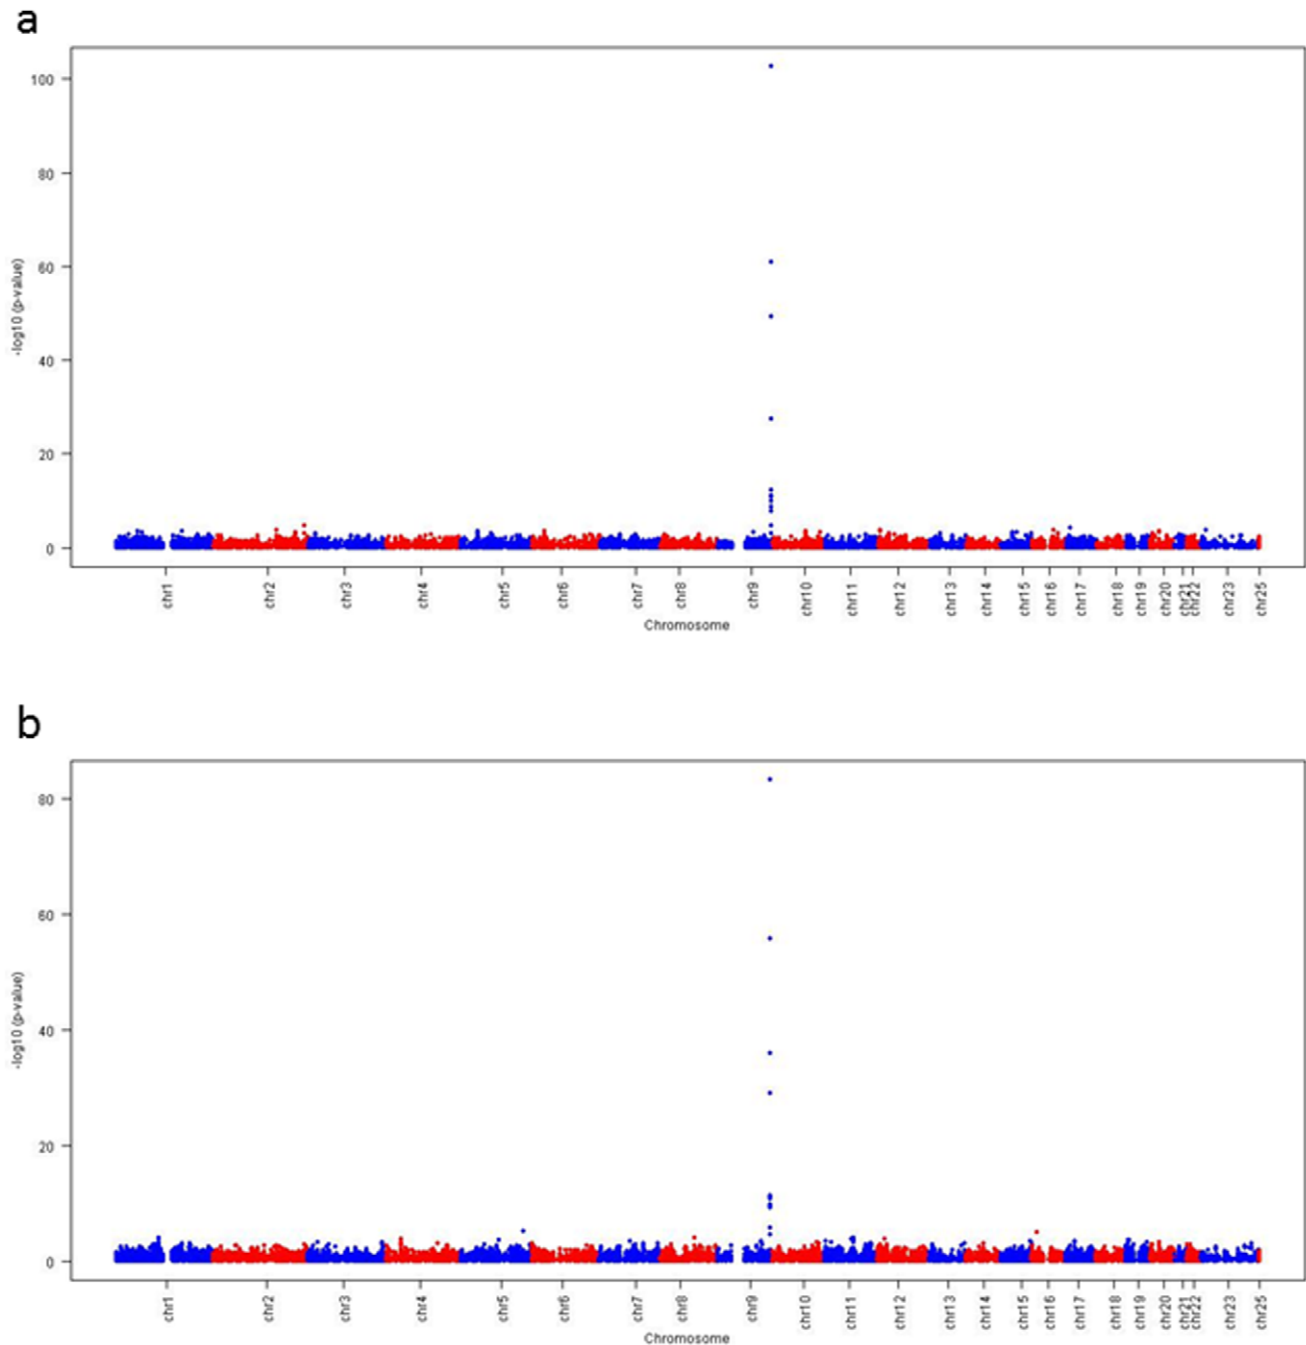 a
100
80
60
40
20
0
-log10 (p-value)
chr1 chr2 chr3 chr4 chr5 chr6 chr7 chr8 chr9 chr10 chr11 chr12 chr13 chr14 chr15 chr16 chr17 chr18 chr19 chr20 chr21 chr22 chr23 chr25
Chromosome
b
80
60
40
20
0
-log10 (p-value)
chr1 chr2 chr3 chr4 chr5 chr6 chr7 chr8 chr9 chr10 chr11 chr12 chr13 chr14 chr15 chr16 chr17 chr18 chr19 chr20 chr21 chr22 chr23 chr25
Chromosome